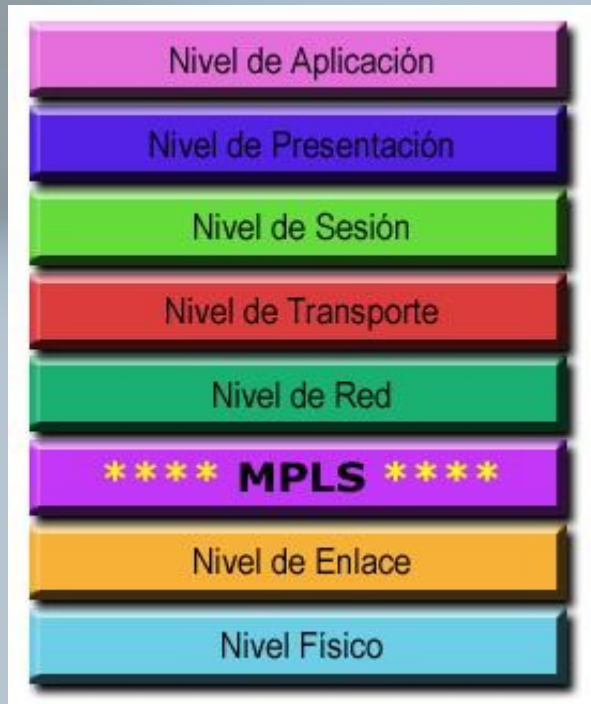 Nivel de Aplicación
Nivel de Presentación
Nivel de Sesión
Nivel de Transporte
Nivel de Red
**** MPLS ****
Nivel de Enlace
Nivel Físico